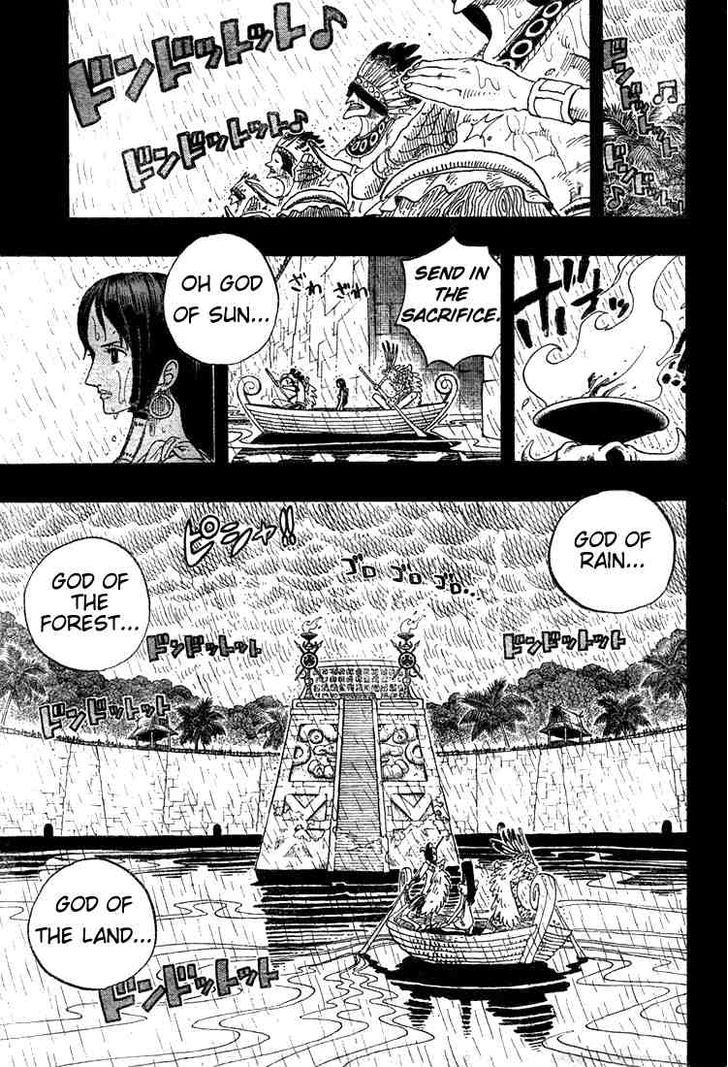 ドンドットット♪
ドンドットット♪
ドンドットット♪
SEND IN
THE
SACRIFICE.
ざわ
ざわ
OH GOD
OF SUN...
GOD OF
RAIN...
ピシャ!!
ゴロ ゴロ ゴロ...
GOD OF
THE
FOREST...
ドンドットット
ドンドットット
ドンドットット
GOD OF
THE LAND...
ドンドットット